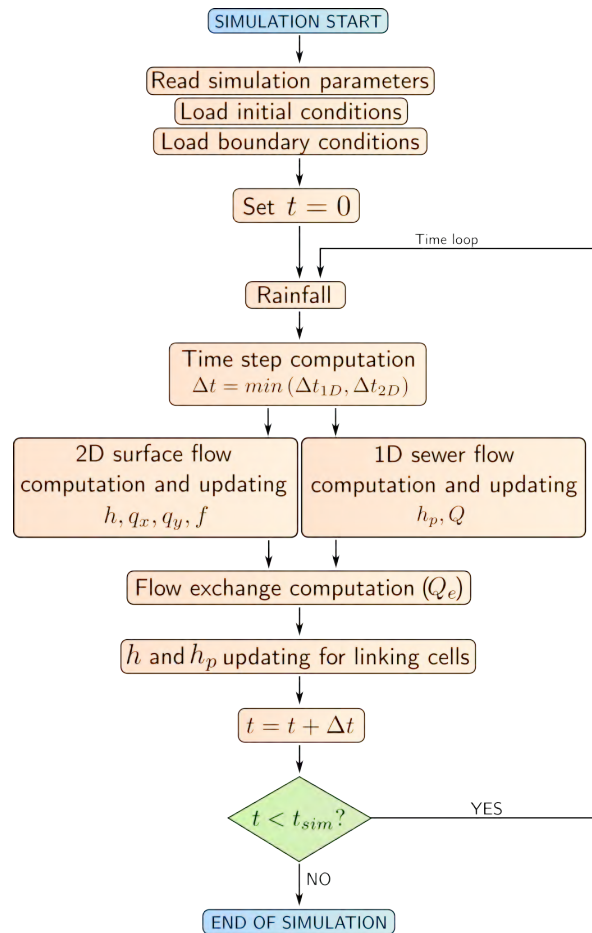 SIMULATION START
Read simulation parameters
Load initial conditions
Load boundary conditions
Set t = 0
Time loop
Rainfall
Time step computation
Δt = min (Δt₁D, Δt₂D)
2D surface flow
computation and updating
h, qₓ, q_y, f
1D sewer flow
computation and updating
hₚ, Q
Flow exchange computation (Qₑ)
h and hₚ updating for linking cells
t = t + Δt
t < t_sim?
YES
NO
END OF SIMULATION